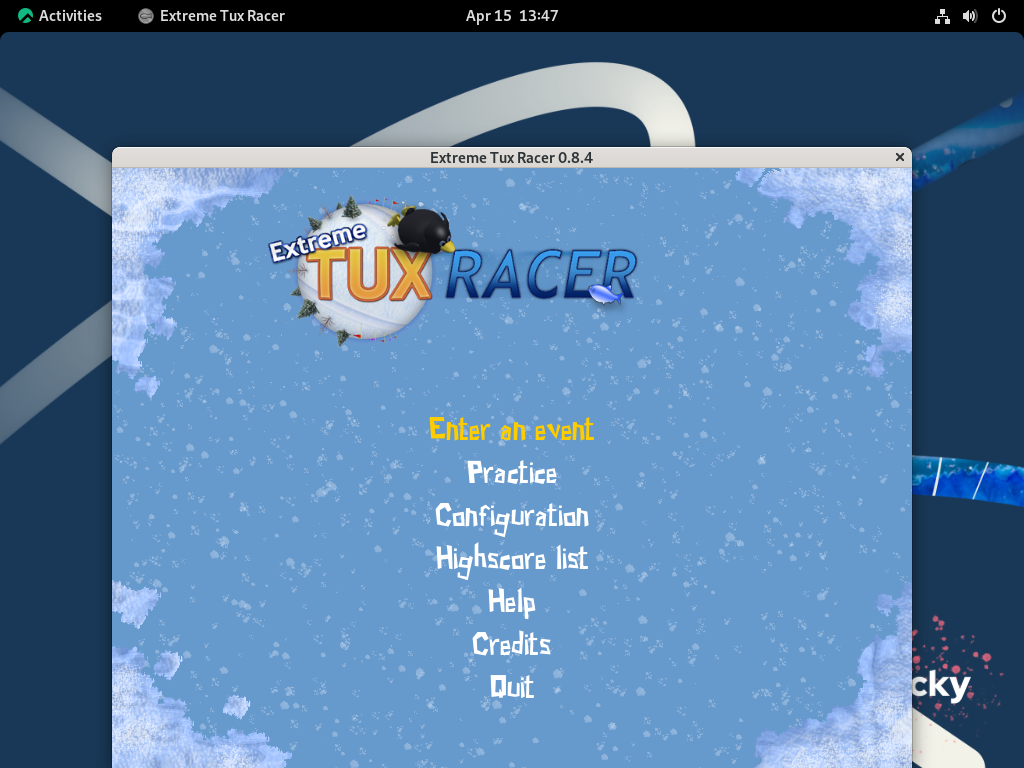 Activities
Extreme Tux Racer
Apr 15 13:47
Extreme Tux Racer 0.8.4
Extreme
TUX RACER
Enter an event
Practice
Configuration
Highscore list
Help
Credits
Quit
cky